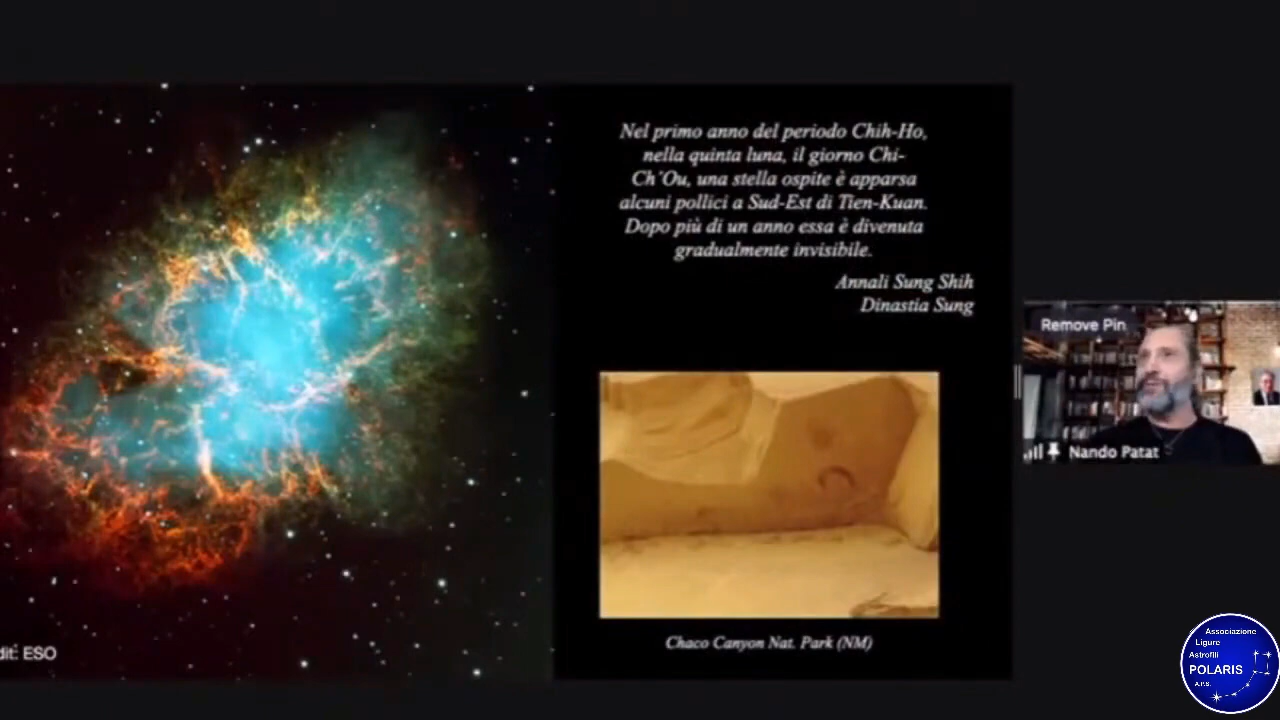 Nel primo anno del periodo Chih-Ho,
nella quinta luna, il giorno Chi-
Ch'Ou, una stella ospite è apparsa
alcuni pollici a Sud-Est di Tien-Kuan.
Dopo più di un anno essa è divenuta
gradualmente invisibile.
Annali Sung Shih
Dinastia Sung
Chaco Canyon Nat. Park (NM)
dit: ESO
Remove Pin
Nando Patat
Associazione
Ligure
Astrofili
POLARIS
A.P.S.